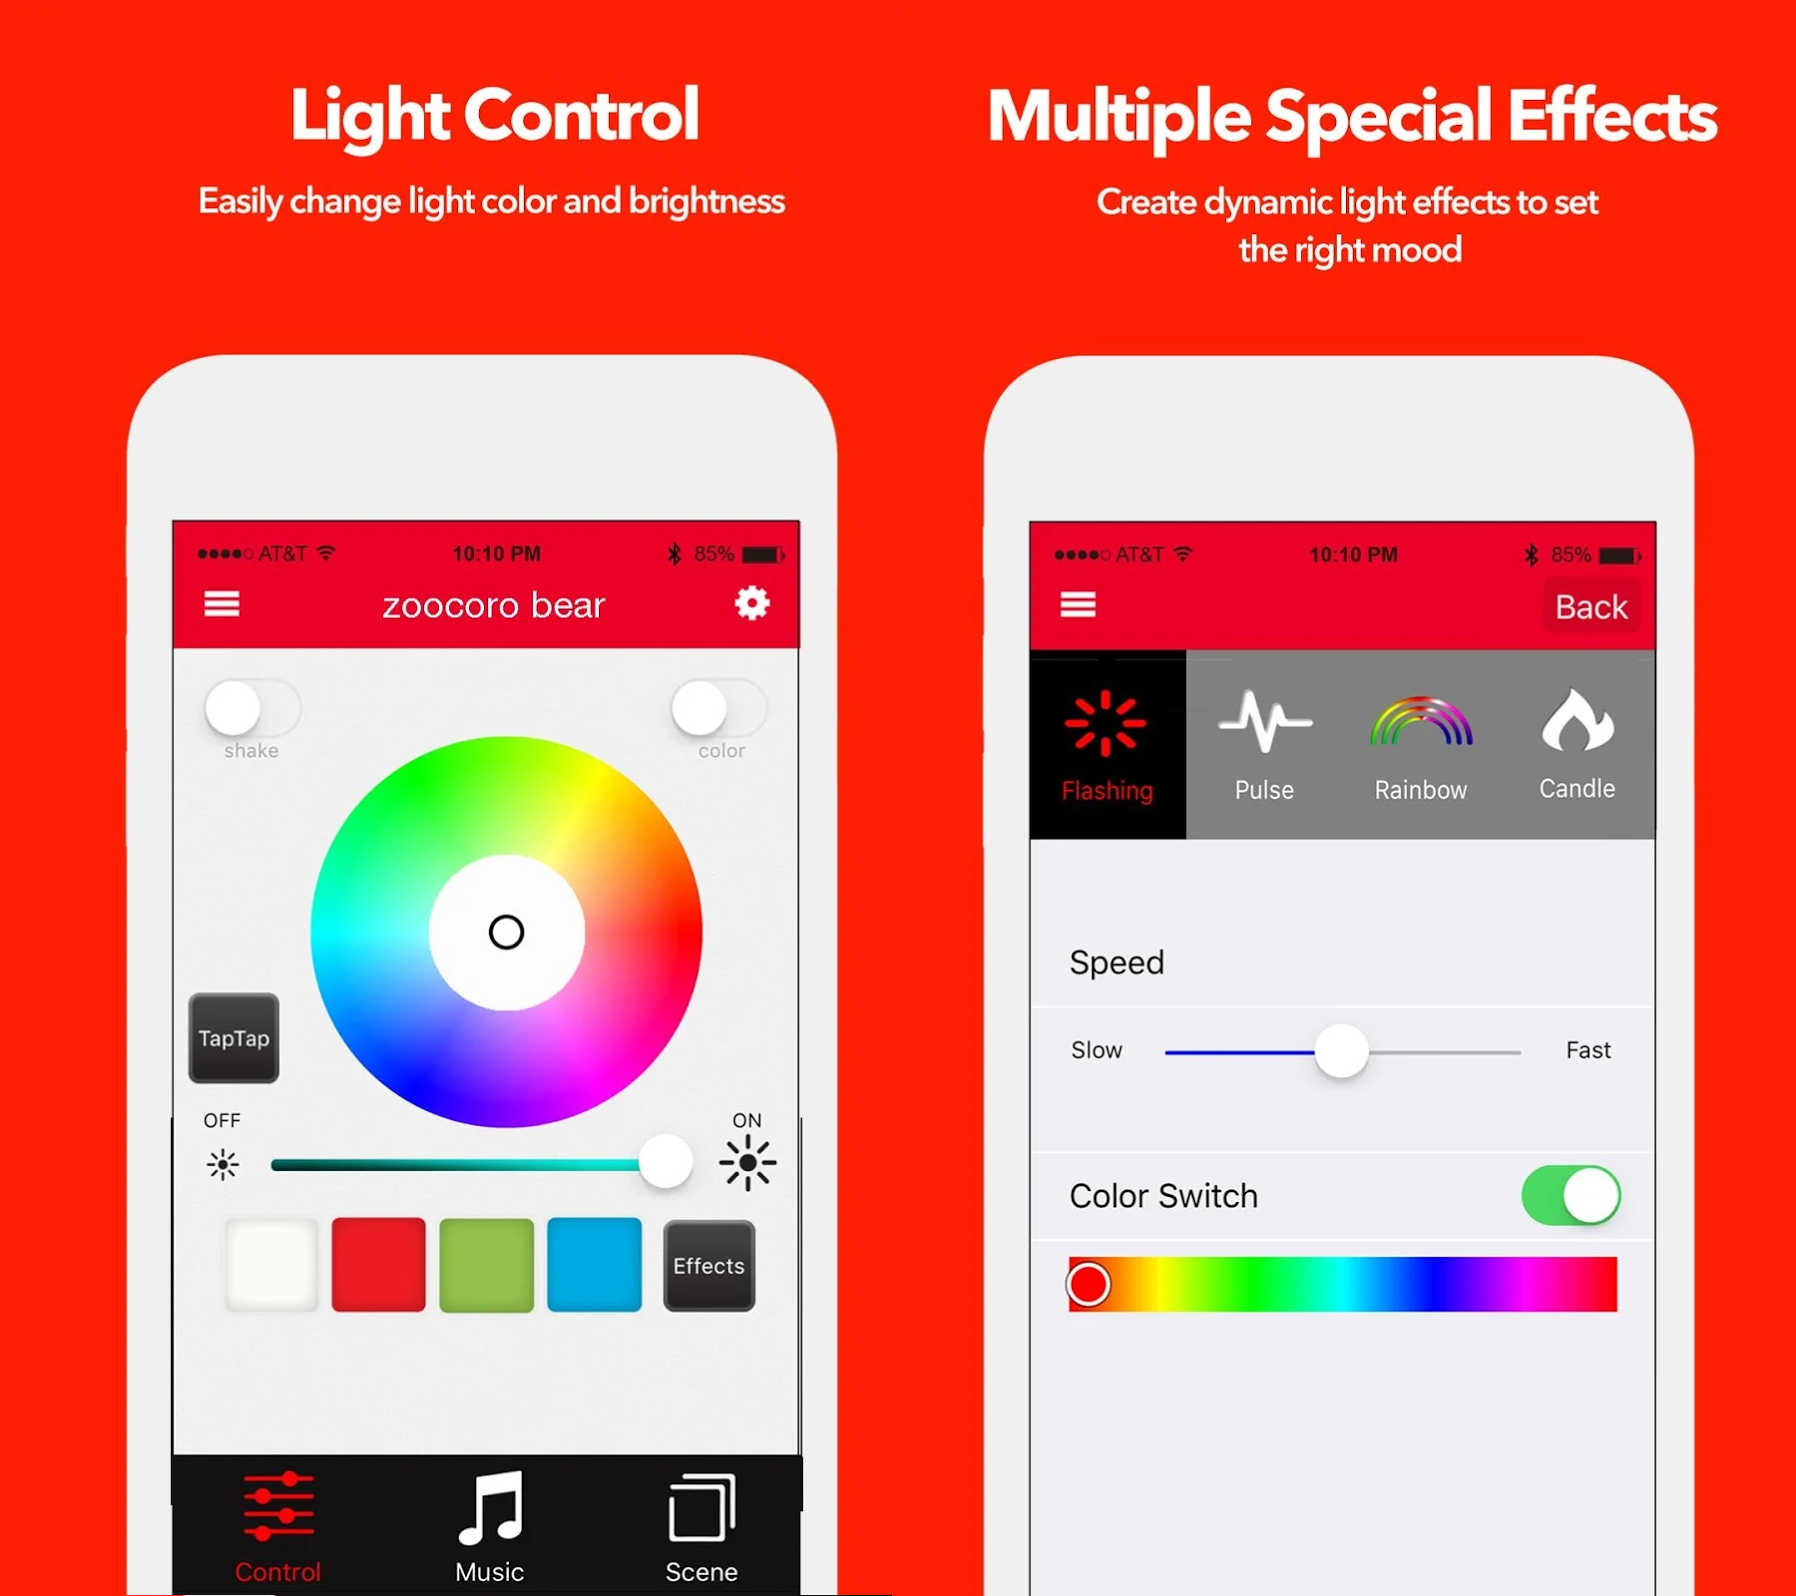 Light Control
Easily change light color and brightness
AT&T 10:10 PM 85%
zoocoro bear
shake
color
TapTap
OFF
ON
Effects
Control
Music
Scene
Multiple Special Effects
Create dynamic light effects to set
the right mood
AT&T 10:10 PM 85%
Back
Flashing
Pulse
Rainbow
Candle
Speed
Slow
Fast
Color Switch